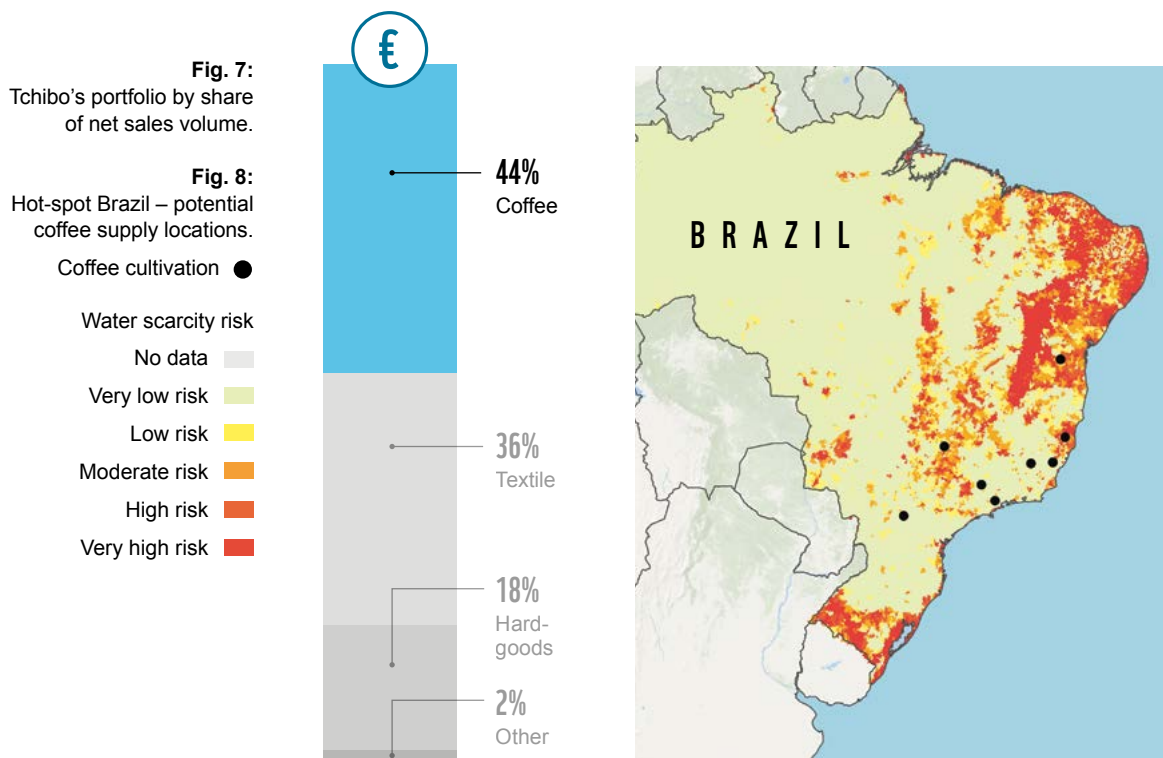 Fig. 7:
Tchibo's portfolio by share
of net sales volume.
Fig. 8:
Hot-spot Brazil – potential
coffee supply locations.
Coffee cultivation
Water scarcity risk
No data
Very low risk
Low risk
Moderate risk
High risk
Very high risk
€
44%
Coffee
36%
Textile
18%
Hard-
goods
2%
Other
BRAZIL